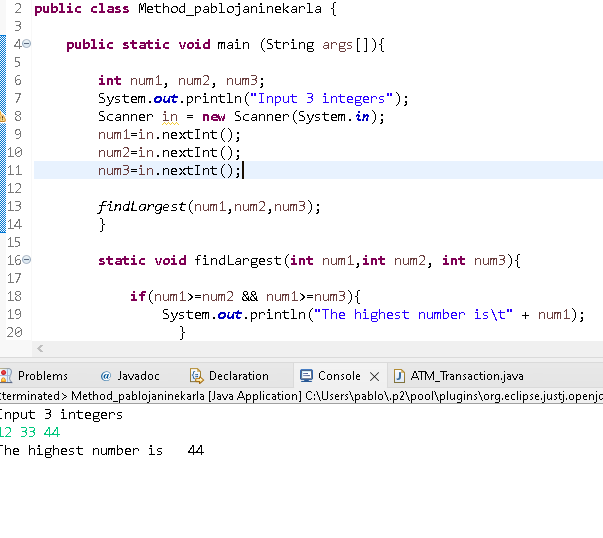 2 public class Method_pablojaninekarla {
3
4 public static void main (String args[]){
5
6 int num1, num2, num3;
7 System.out.println("Input 3 integers");
8 Scanner in = new Scanner(System.in);
9 num1=in.nextInt();
10 num2=in.nextInt();
11 num3=in.nextInt();
12
13 findLargest(num1,num2,num3);
14 }
15
16 static void findLargest(int num1,int num2, int num3){
17
18 if(num1>=num2 && num1>=num3){
19 System.out.println("The highest number is\t" + num1);
20 }
Problems @ Javadoc Declaration Console ATM_Transaction.java
terminated> Method_pablojaninekarla [Java Application] C:\Users\pablo\.p2\pool\plugins\org.eclipse.justj.openjd
Input 3 integers
12 33 44
The highest number is 44